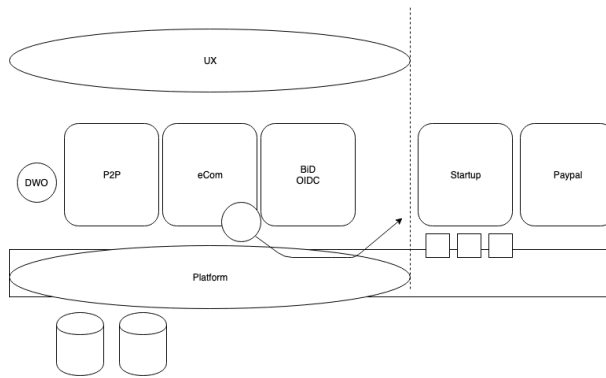 UX
DWO
P2P
eCom
BiD
OIDC
Startup
Paypal
Platform